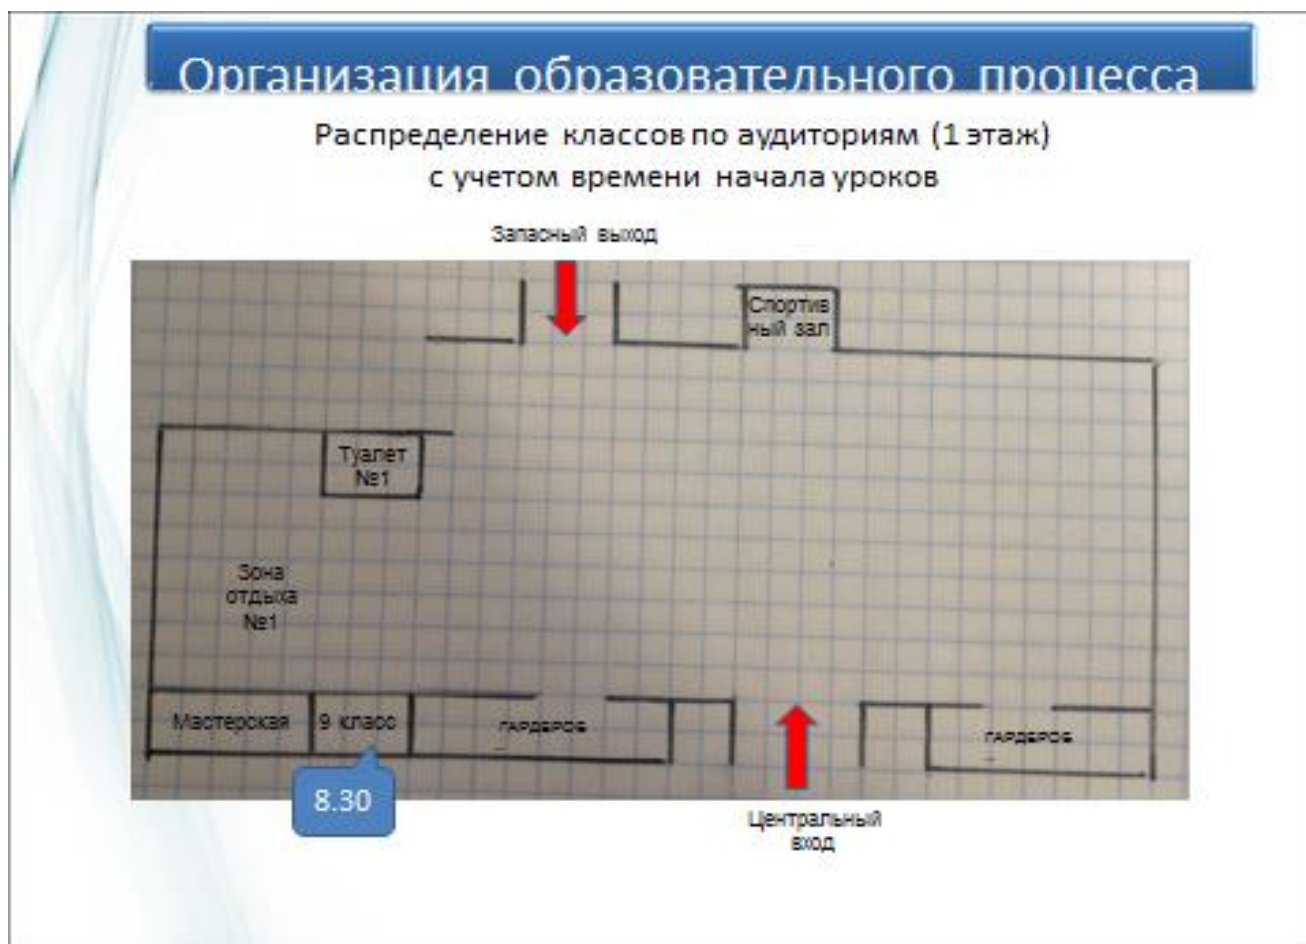 Организация образовательного процесса
Распределение классов по аудиториям (1 этаж)
с учетом времени начала уроков
Запасный выход
Спортив
ный зал
Туалет
№1
Зона
отдыха
№1
Мастерская
9 класс
ГАРДЕРОБ
ГАРДЕРОБ
8.30
Центральный
вход